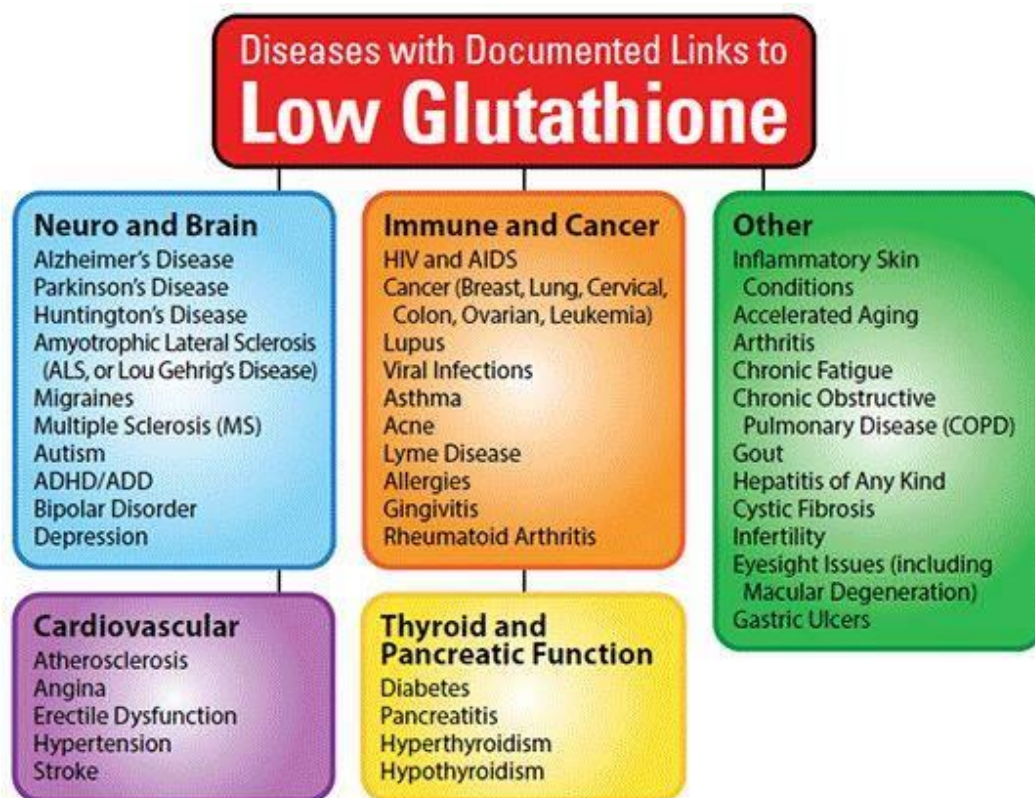 Diseases with Documented Links to
Low Glutathione
Neuro and Brain
Alzheimer's Disease
Parkinson's Disease
Huntington's Disease
Amyotrophic Lateral Sclerosis
(ALS, or Lou Gehrig's Disease)
Migraines
Multiple Sclerosis (MS)
Autism
ADHD/ADD
Bipolar Disorder
Depression
Immune and Cancer
HIV and AIDS
Cancer (Breast, Lung, Cervical,
Colon, Ovarian, Leukemia)
Lupus
Viral Infections
Asthma
Acne
Lyme Disease
Allergies
Gingivitis
Rheumatoid Arthritis
Other
Inflammatory Skin
Conditions
Accelerated Aging
Arthritis
Chronic Fatigue
Chronic Obstructive
Pulmonary Disease (COPD)
Gout
Hepatitis of Any Kind
Cystic Fibrosis
Infertility
Eyesight Issues (including
Macular Degeneration)
Gastric Ulcers
Cardiovascular
Atherosclerosis
Angina
Erectile Dysfunction
Hypertension
Stroke
Thyroid and
Pancreatic Function
Diabetes
Pancreatitis
Hyperthyroidism
Hypothyroidism